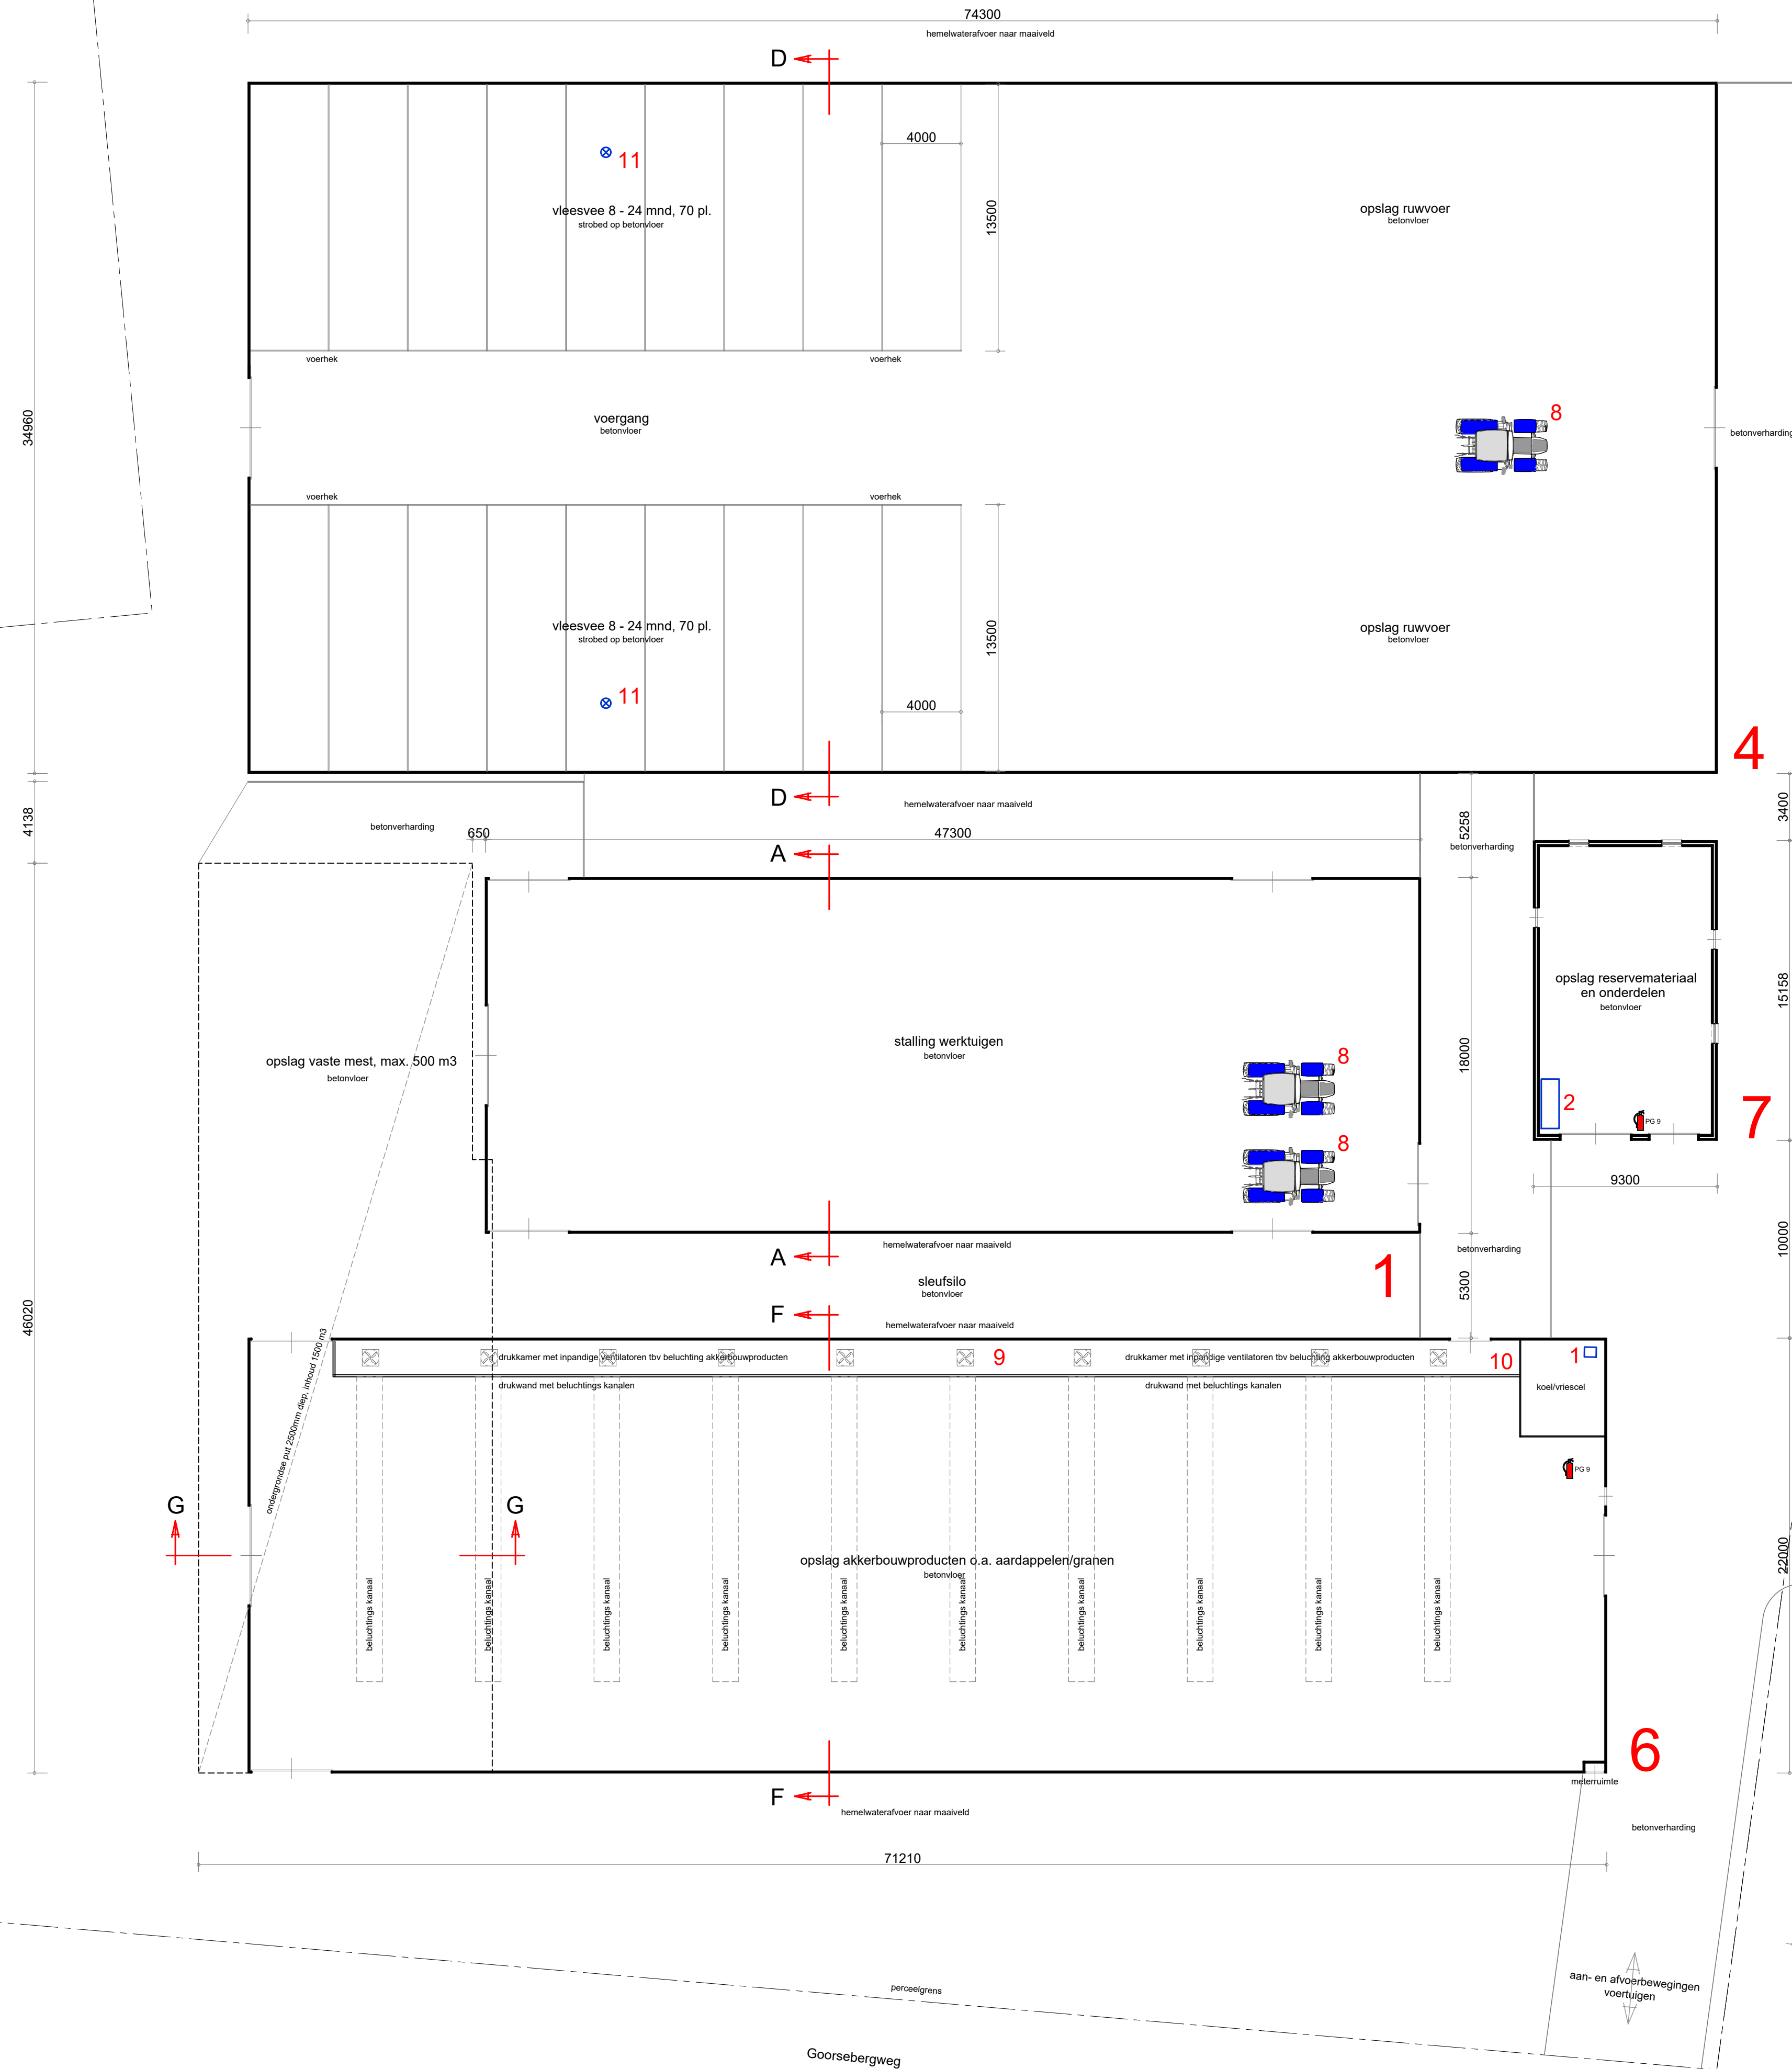 74300
hemelwaterafvoer naar maaiveld
D
4000
11
13500
vleesvee 8 - 24 mnd, 70 pl.
strobed op betonvloer
opslag ruwvoer
betonvloer
voerhek
voerhek
34960
voergang
betonvloer
8
betonverharding
voerhek
voerhek
vleesvee 8 - 24 mnd, 70 pl.
strobed op betonvloer
13500
opslag ruwvoer
betonvloer
11
4000
4
D
hemelwaterafvoer naar maaiveld
4138
betonverharding
650
47300
5258
betonverharding
3400
A
opslag reservemateriaal
en onderdelen
betonvloer
15158
stalling werktuigen
betonvloer
18000
opslag vaste mest, max. 500 m3
betonvloer
8
2
PG 9
7
8
9300
A
hemelwaterafvoer naar maaiveld
betonverharding
10000
sleufsilo
betonvloer
1
5300
46020
F
hemelwaterafvoer naar maaiveld
drukkamer met inpandige ventilatoren tbv beluchting akkerbouwproducten
9
drukkamer met inpandige ventilatoren tbv beluchting akkerbouwproducten
10
1
drukwand met beluchtings kanalen
drukwand met beluchtings kanalen
koel/vriescel
ondergrondse put 2500mm diep, inhoud 1500 m3
PG 9
G
G
opslag akkerbouwproducten o.a. aardappelen/granen
betonvloer
22000
beluchtings kanaal
beluchtings kanaal
beluchtings kanaal
beluchtings kanaal
beluchtings kanaal
beluchtings kanaal
beluchtings kanaal
beluchtings kanaal
beluchtings kanaal
beluchtings kanaal
6
meterruimte
F
hemelwaterafvoer naar maaiveld
betonverharding
71210
aan- en afvoerbewegingen
voertuigen
perceelgrens
Goorsebergweg